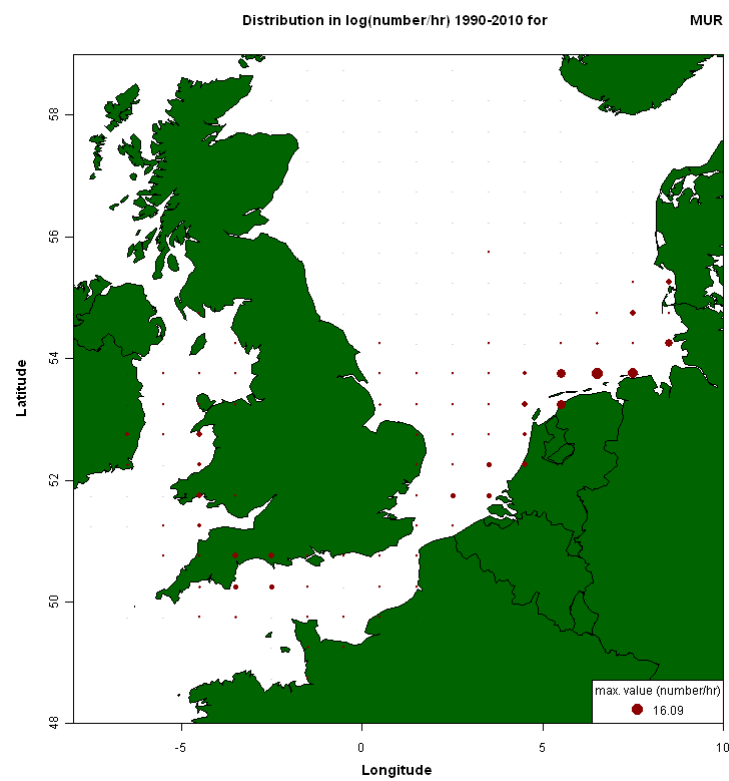 Distribution in log(number/hr) 1990-2010 for MUR
58
56
54
52
50
48
Latitude
max. value (number/hr)
16.09
-5 0 5 10
Longitude